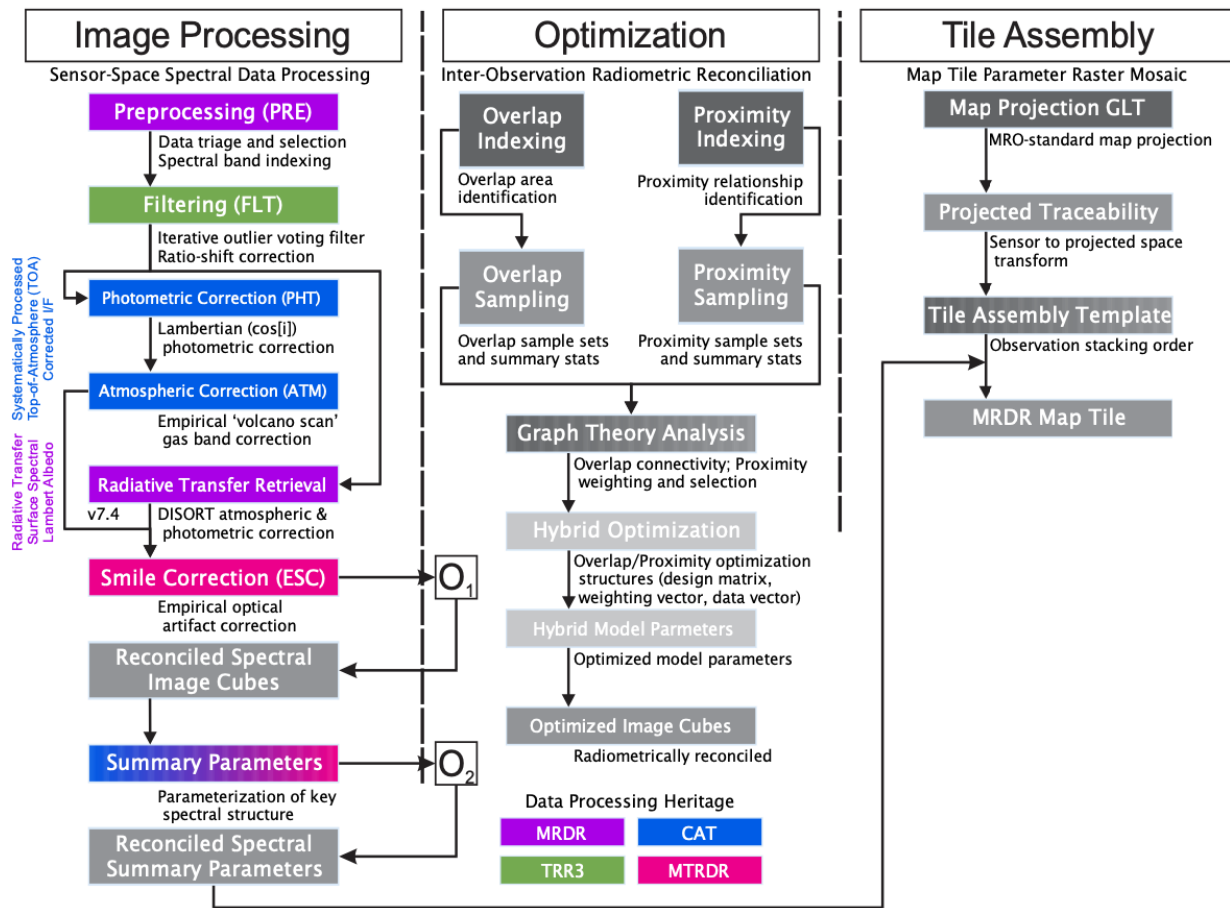 Image Processing
Sensor-Space Spectral Data Processing
Preprocessing (PRE)
Data triage and selection
Spectral band indexing
Filtering (FLT)
Iterative outlier voting filter
Ratio-shift correction
Systematically Processed
Top-of-Atmosphere (TOA)
Corrected I/F
Photometric Correction (PHT)
Lambertian (cos[i])
photometric correction
Atmospheric Correction (ATM)
Empirical ‘volcano scan’
gas band correction
Radiative Transfer
Surface Spectral
Lambert Albedo
Radiative Transfer Retrieval
v7.4
DISORT atmospheric &
photometric correction
Smile Correction (ESC)
Empirical optical
artifact correction
Reconciled Spectral
Image Cubes
Summary Parameters
Parameterization of key
spectral structure
Reconciled Spectral
Summary Parameters
O1
O2
Optimization
Inter-Observation Radiometric Reconciliation
Overlap
Indexing
Overlap area
identification
Proximity
Indexing
Proximity relationship
identification
Overlap
Sampling
Overlap sample sets
and summary stats
Proximity
Sampling
Proximity sample sets
and summary stats
Graph Theory Analysis
Overlap connectivity; Proximity
weighting and selection
Hybrid Optimization
Overlap/Proximity optimization
structures (design matrix,
weighting vector, data vector)
Hybrid Model Parmeters
Optimized model parameters
Optimized Image Cubes
Radiometrically reconciled
Data Processing Heritage
MRDR
CAT
TRR3
MTRDR
Tile Assembly
Map Tile Parameter Raster Mosaic
Map Projection GLT
MRO-standard map projection
Projected Traceability
Sensor to projected space
transform
Tile Assembly Template
Observation stacking order
MRDR Map Tile